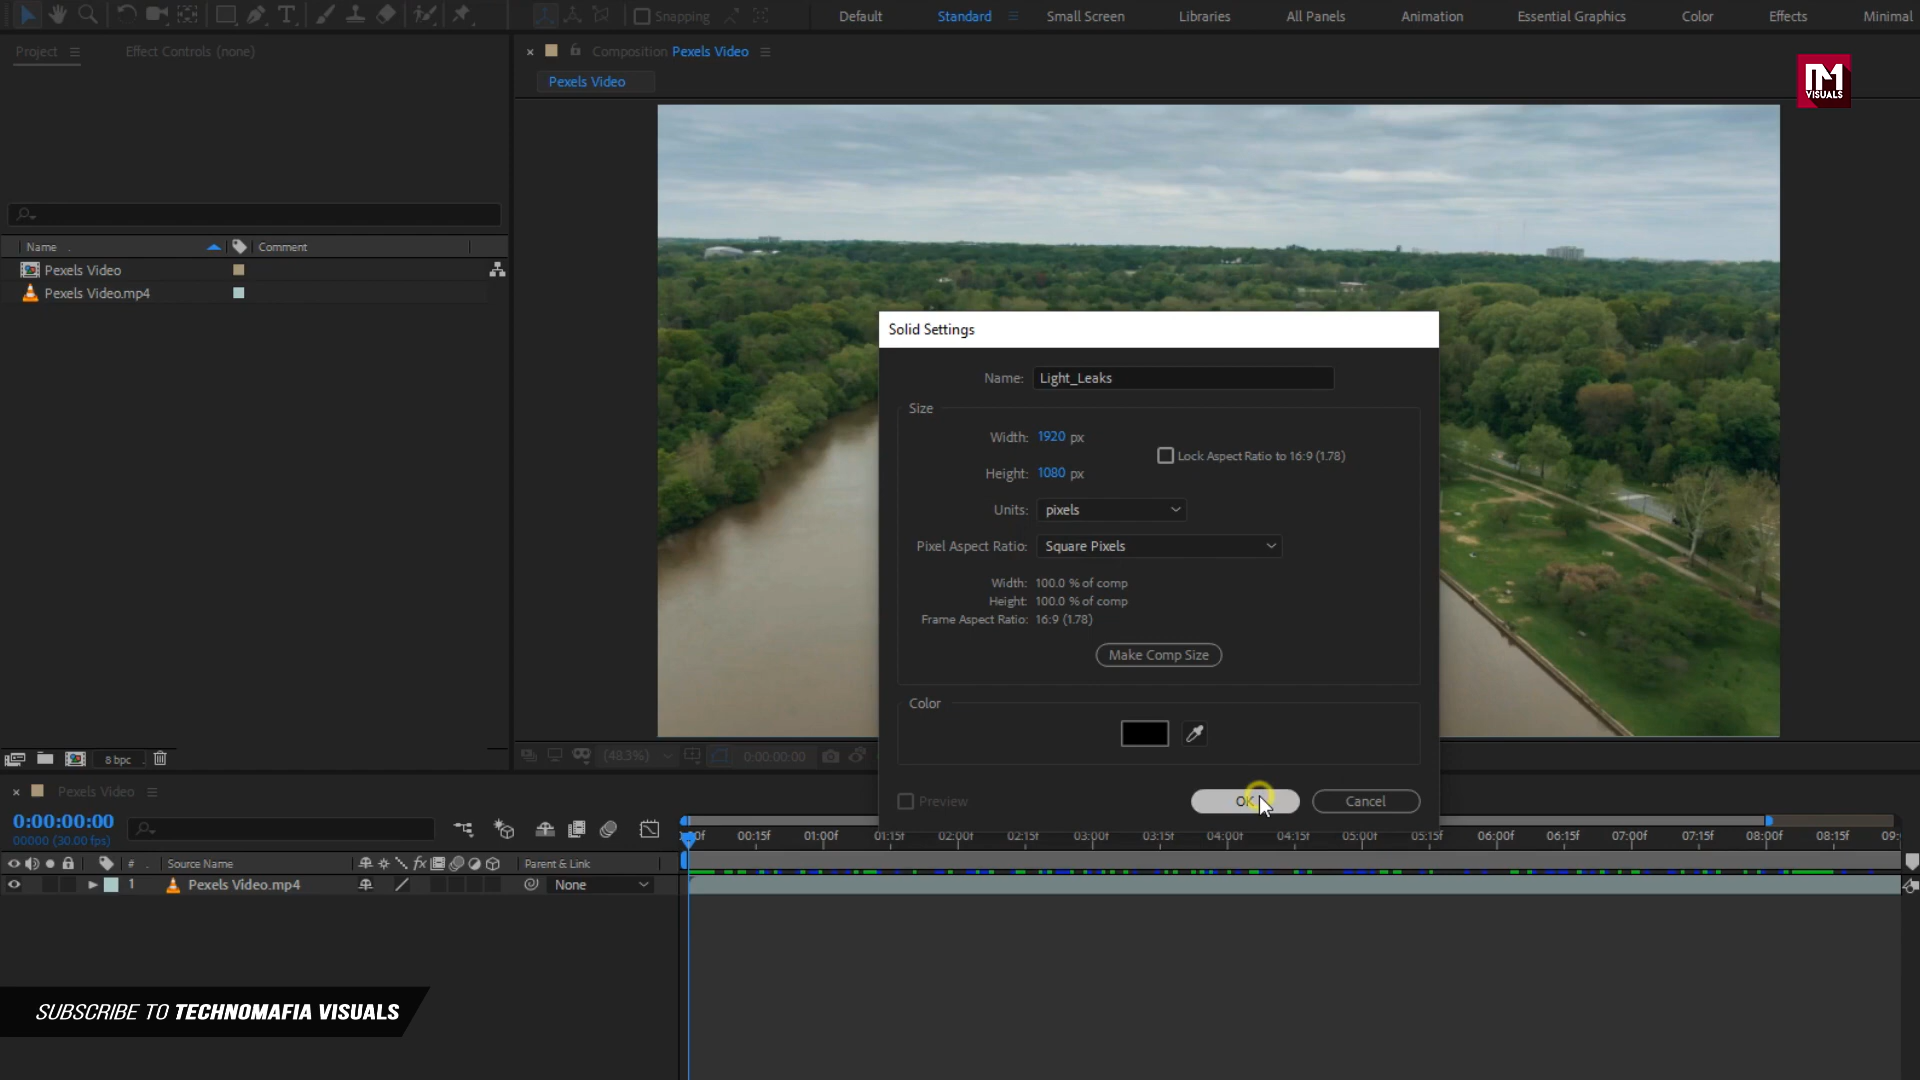 Snapping
Default
Standard
Small Screen
Libraries
All Panels
Animation
Essential Graphics
Color
Effects
Minimal
Project
Effect Controls (none)
Composition Pexels Video
Pexels Video
VISUALS
Name
Comment
Pexels Video
Pexels Video.mp4
Solid Settings
Name: Light_Leaks
Size
Width: 1920 px
Lock Aspect Ratio to 16:9 (1.78)
Height: 1080 px
Units: pixels
Pixel Aspect Ratio: Square Pixels
Width: 100.0 % of comp
Height: 100.0 % of comp
Frame Aspect Ratio: 16:9 (1.78)
Make Comp Size
Color
Preview
OK
Cancel
8 bpc
(48.3%)
0:00:00:00
Pexels Video
0:00:00:00
00000 (30.00 fps)
00:15f 01:00f 01:15f 02:00f 02:15f 03:00f 03:15f 04:00f 04:15f 05:00f 05:15f 06:00f 06:15f 07:00f 07:15f 08:00f 08:15f
# Source Name
Parent & Link
1 Pexels Video.mp4
None
SUBSCRIBE TO TECHNOMAFIA VISUALS